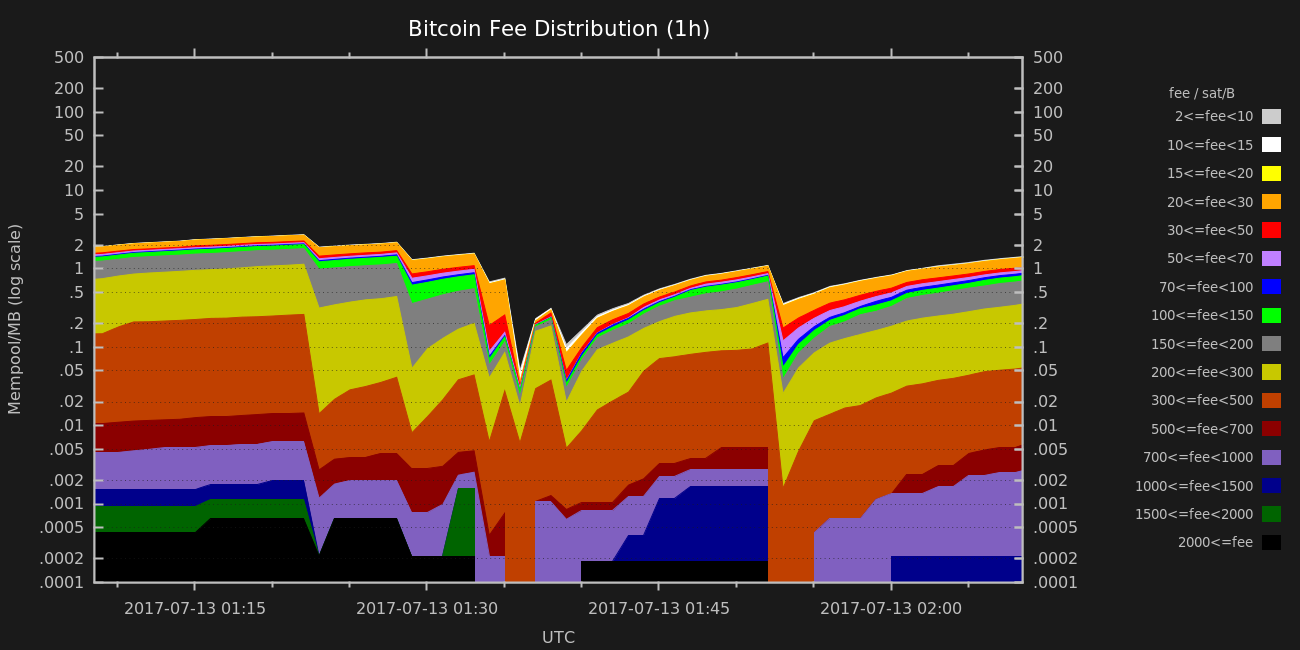 Bitcoin Fee Distribution (1h)
Mempool/MB (log scale)
500
200
100
50
20
10
5
2
1
.5
.2
.1
.05
.02
.01
.005
.002
.001
.0005
.0002
.0001
500
200
100
50
20
10
5
2
1
.5
.2
.1
.05
.02
.01
.005
.002
.001
.0005
.0002
.0001
2017-07-13 01:15
2017-07-13 01:30
2017-07-13 01:45
2017-07-13 02:00
UTC
fee / sat/B
2<=fee<10
10<=fee<15
15<=fee<20
20<=fee<30
30<=fee<50
50<=fee<70
70<=fee<100
100<=fee<150
150<=fee<200
200<=fee<300
300<=fee<500
500<=fee<700
700<=fee<1000
1000<=fee<1500
1500<=fee<2000
2000<=fee